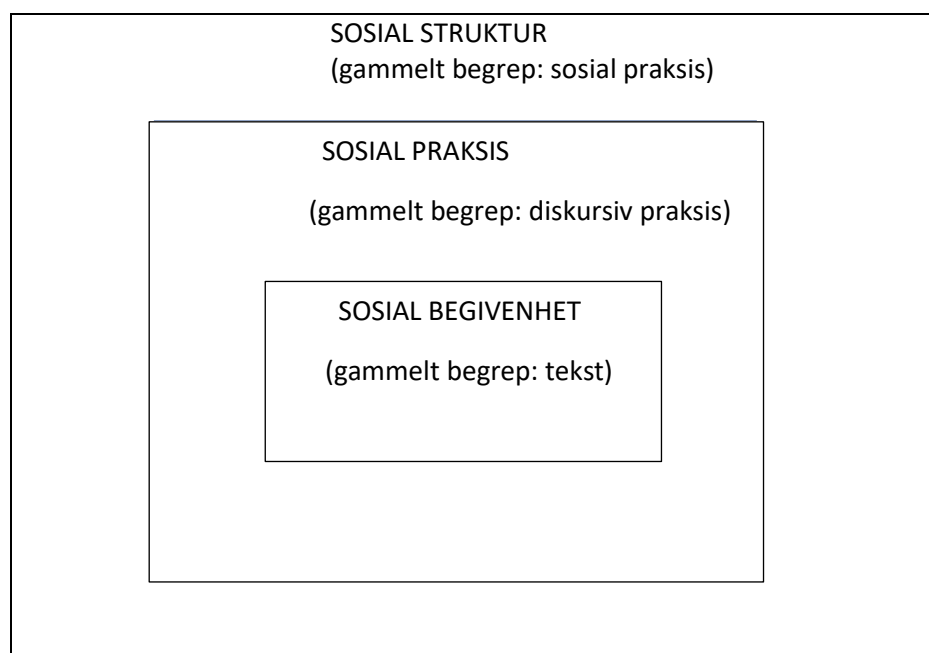 SOSIAL STRUKTUR
(gammelt begrep: sosial praksis)
SOSIAL PRAKSIS
(gammelt begrep: diskursiv praksis)
SOSIAL BEGIVENHET
(gammelt begrep: tekst)